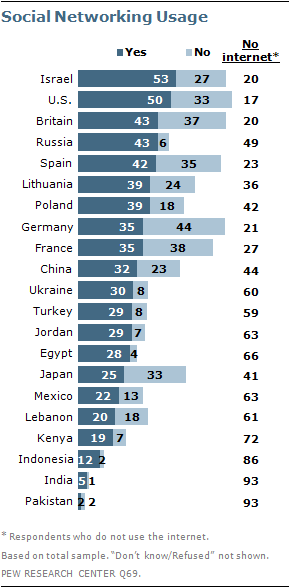 Social Networking Usage
Yes No No internet*
Israel 53 27 20
U.S. 50 33 17
Britain 43 37 20
Russia 43 6 49
Spain 42 35 23
Lithuania 39 24 36
Poland 39 18 42
Germany 35 44 21
France 35 38 27
China 32 23 44
Ukraine 30 8 60
Turkey 29 8 59
Jordan 29 7 63
Egypt 28 4 66
Japan 25 33 41
Mexico 22 13 63
Lebanon 20 18 61
Kenya 19 7 72
Indonesia 12 2 86
India 5 1 93
Pakistan 2 2 93
* Respondents who do not use the internet.
Based on total sample. “Don’t know/Refused” not shown.
PEW RESEARCH CENTER Q69.